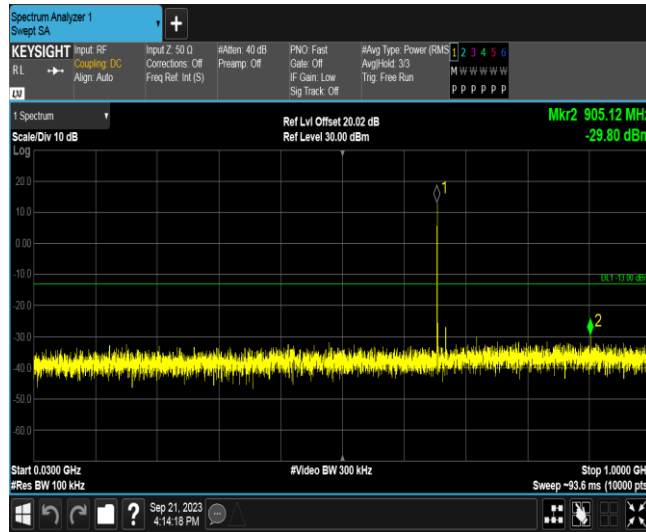 Spectrum Analyzer 1
Swept SA
KEYSIGHT
RL
LXI
Input: RF
Coupling: DC
Align: Auto
Input Z: 50 Ω
Corrections: Off
Freq Ref: Int (S)
#Atten: 40 dB
Preamp: Off
PNO: Fast
Gate: Off
IF Gain: Low
Sig Track: Off
#Avg Type: Power (RMS
Avg|Hold: 3/3
Trig: Free Run
1 2 3 4 5 6
M W W W W W
P P P P P P
1 Spectrum
Scale/Div 10 dB
Log
Ref Lvl Offset 20.02 dB
Ref Level 30.00 dBm
Mkr2 905.12 MHz
-29.80 dBm
20.0
10.0
0.00
-10.0
-20.0
-30.0
-40.0
-50.0
-60.0
1
DL1 -13.00 dBm
2
Start 0.0300 GHz
#Res BW 100 kHz
#Video BW 300 kHz
Stop 1.0000 GHz
Sweep ~93.6 ms (10000 pts)
?
Sep 21, 2023
4:14:18 PM